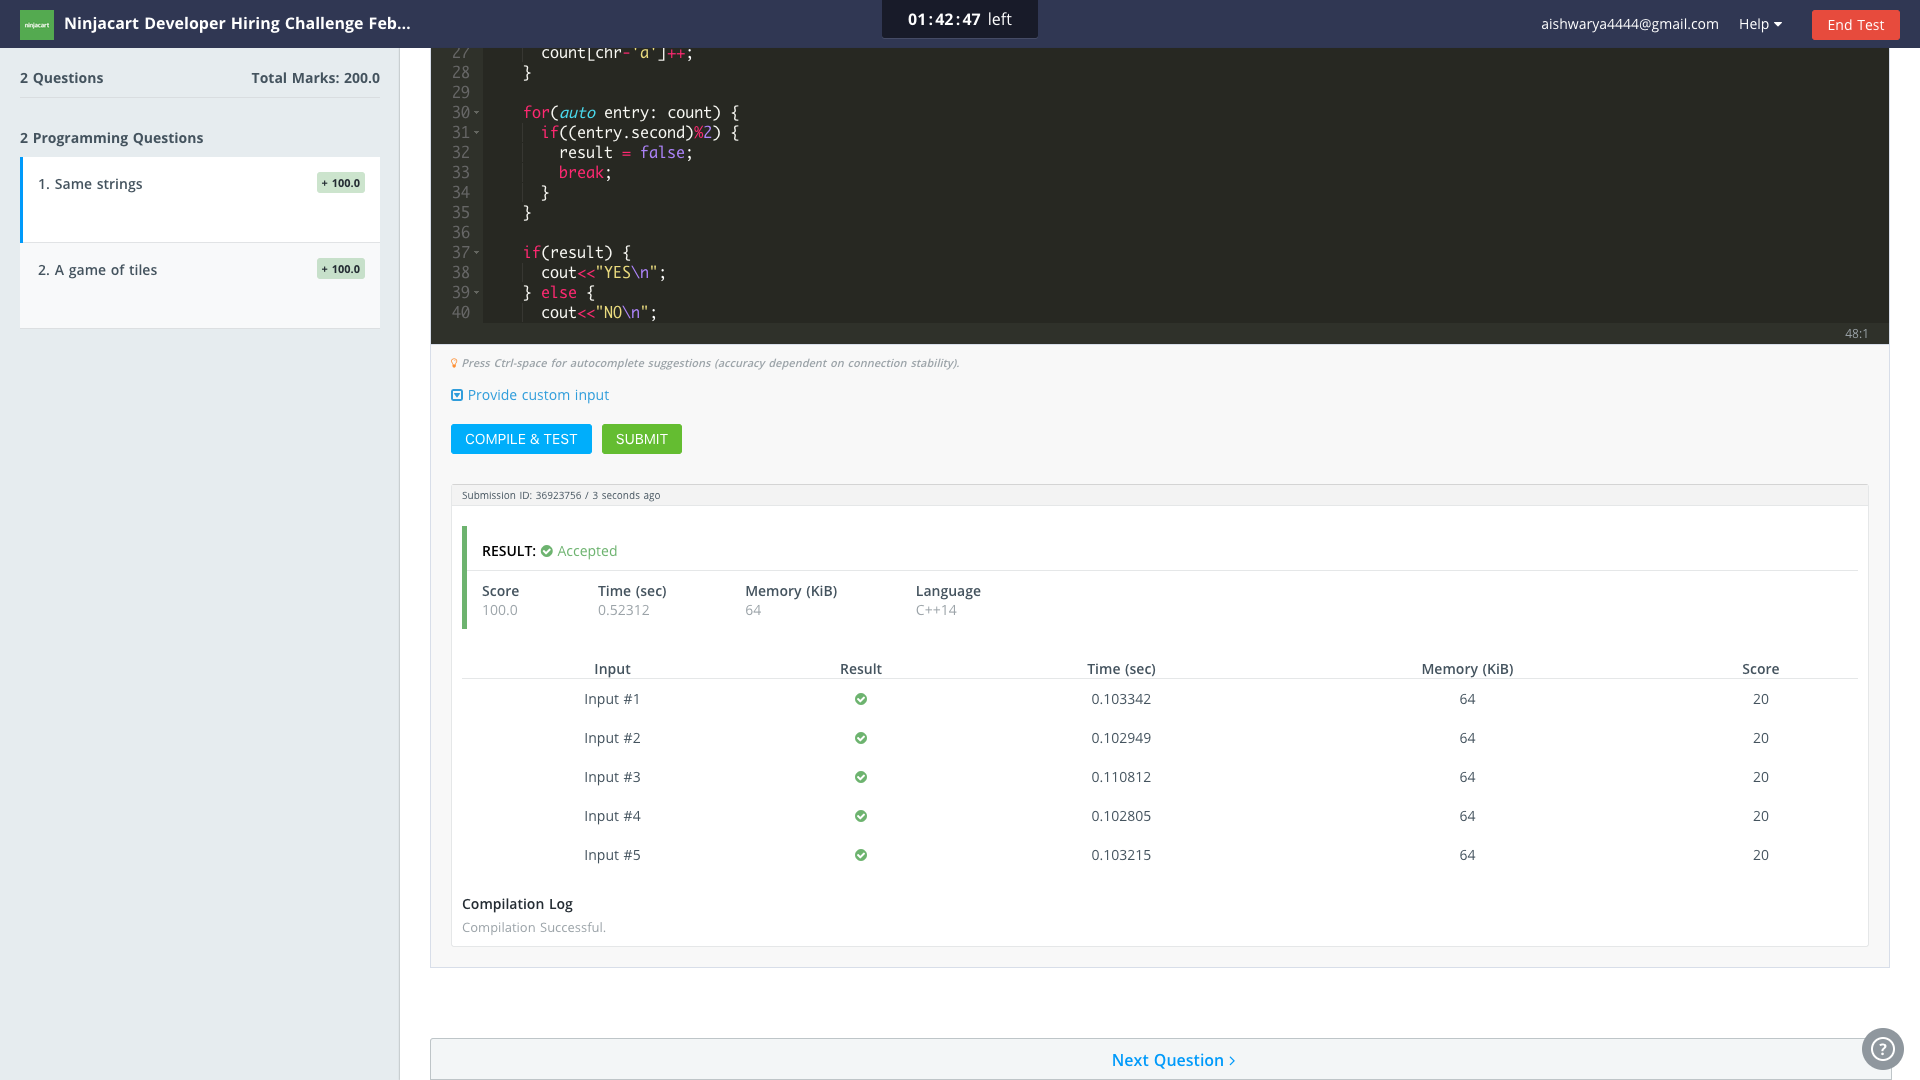 ninjacart
Ninjacart Developer Hiring Challenge Feb...
01:42:47 left
aishwarya4444@gmail.com
Help
End Test
2 Questions
Total Marks: 200.0
2 Programming Questions
1. Same strings
+ 100.0
2. A game of tiles
+ 100.0
27 count[chr-'a']++;
28 }
29
30 for(auto entry: count) {
31 if((entry.second)%2) {
32 result = false;
33 break;
34 }
35 }
36
37 if(result) {
38 cout<<"YES\n";
39 } else {
40 cout<<"NO\n";
48:1
Press Ctrl-space for autocomplete suggestions (accuracy dependent on connection stability).
Provide custom input
COMPILE & TEST
SUBMIT
Submission ID: 36923756 / 3 seconds ago
RESULT: Accepted
Score Time (sec) Memory (KiB) Language
100.0 0.52312 64 C++14
Input Result Time (sec) Memory (KiB) Score
Input #1 0.103342 64 20
Input #2 0.102949 64 20
Input #3 0.110812 64 20
Input #4 0.102805 64 20
Input #5 0.103215 64 20
Compilation Log
Compilation Successful.
Next Question ›
?